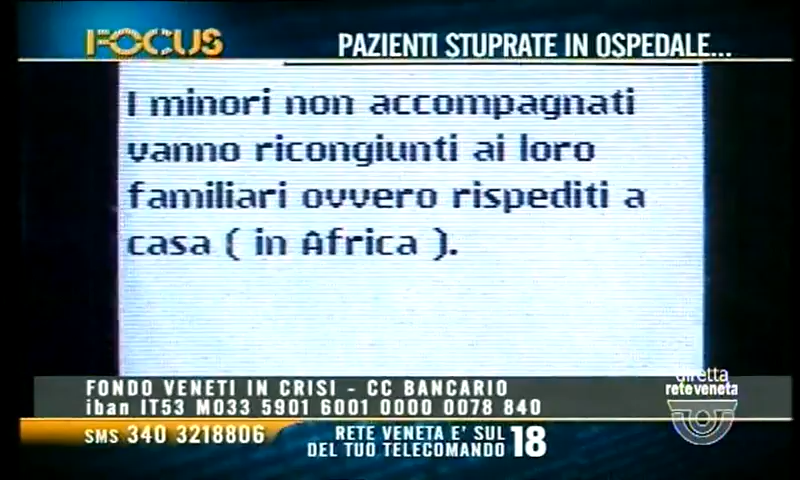 FOCUS
PAZIENTI STUPRATE IN OSPEDALE...
I minori non accompagnati
vanno ricongiunti ai loro
familiari ovvero rispediti a
casa ( in Africa ).
FONDO VENETI IN CRISI - CC BANCARIO
iban IT53 M033 5901 6001 0000 0078 840
diretta
reteveneta
SMS 340 3218806
RETE VENETA E' SUL
DEL TUO TELECOMANDO 18